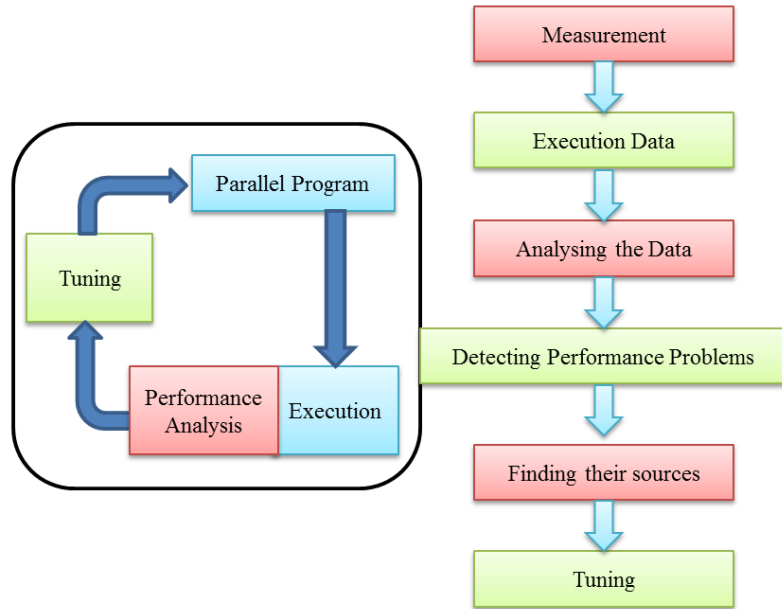 Parallel Program
Tuning
Performance
Analysis
Execution
Measurement
Execution Data
Analysing the Data
Detecting Performance Problems
Finding their sources
Tuning